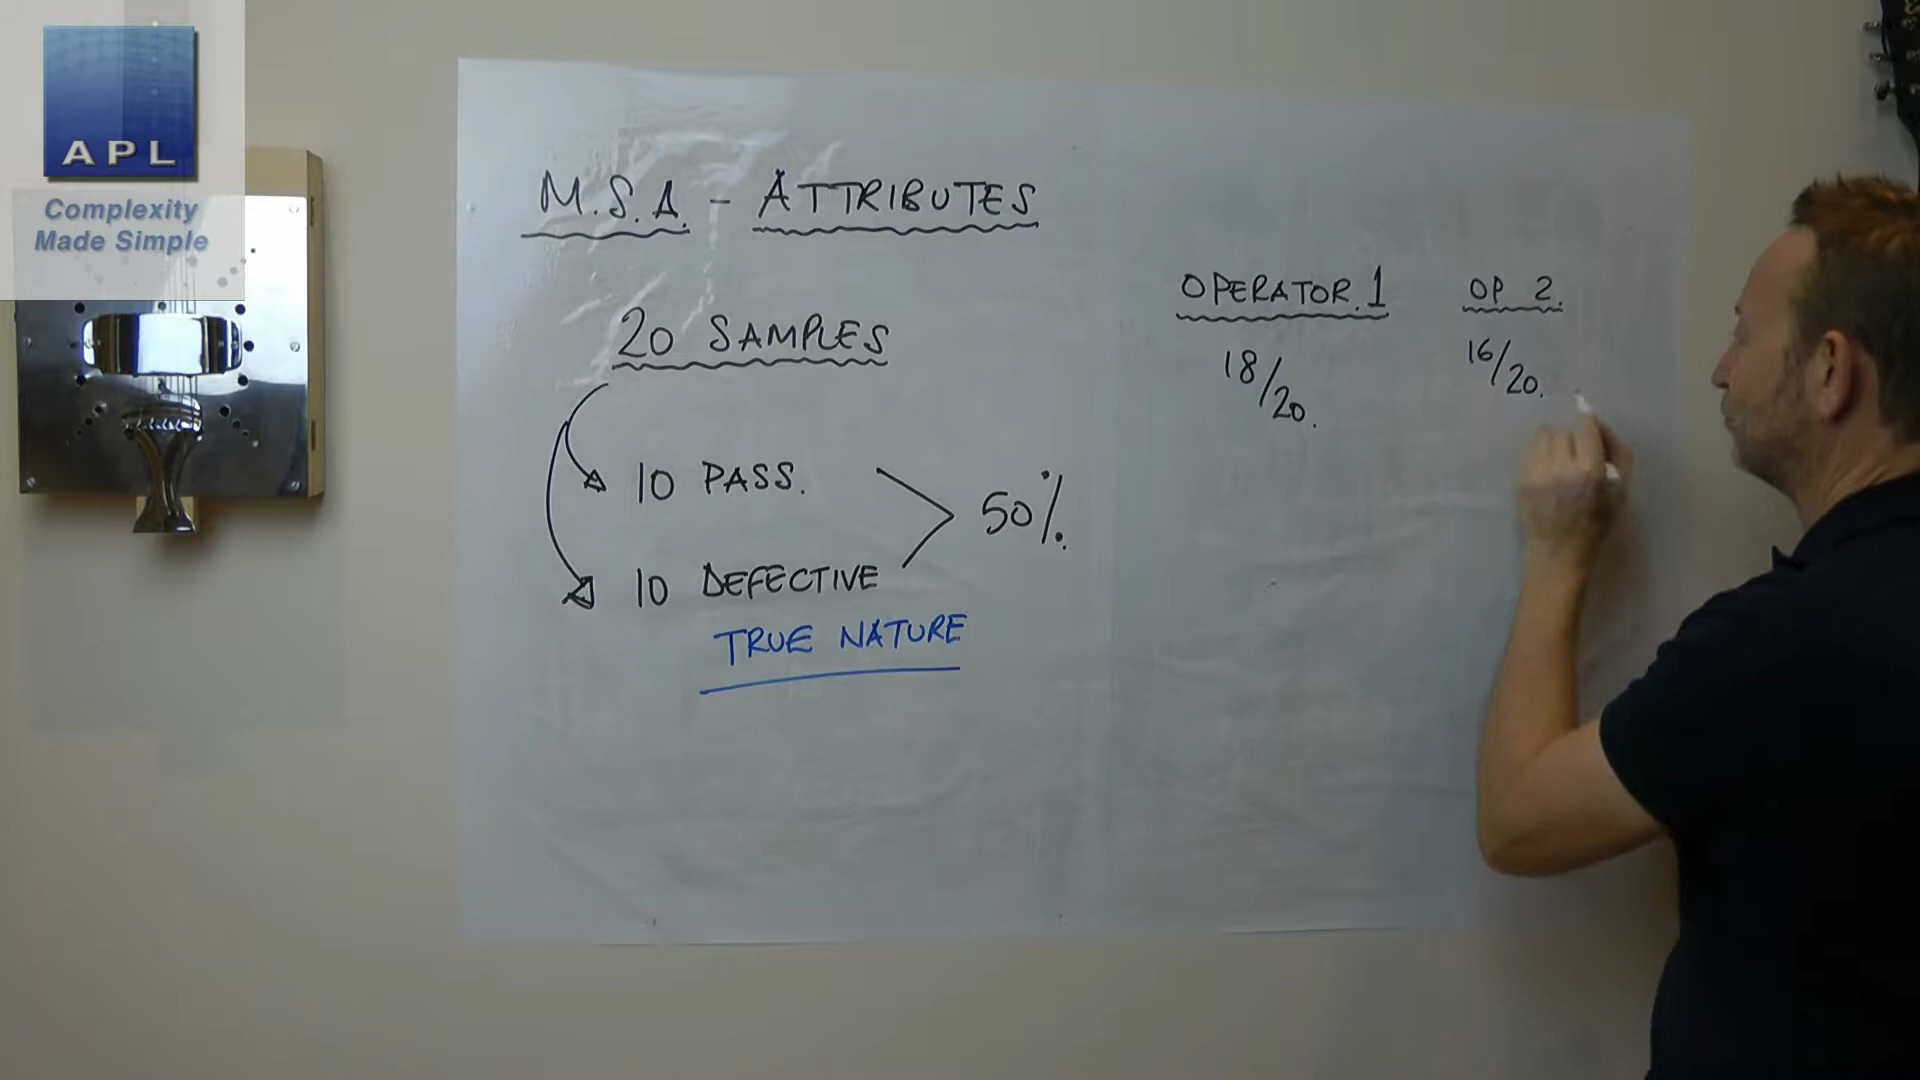 APL
Complexity
Made Simple
M.S.A. - ATTRIBUTES
20 SAMPLES
10 PASS.
10 DEFECTIVE
50%.
TRUE NATURE
OPERATOR.1
18/20.
OP 2.
16/20.